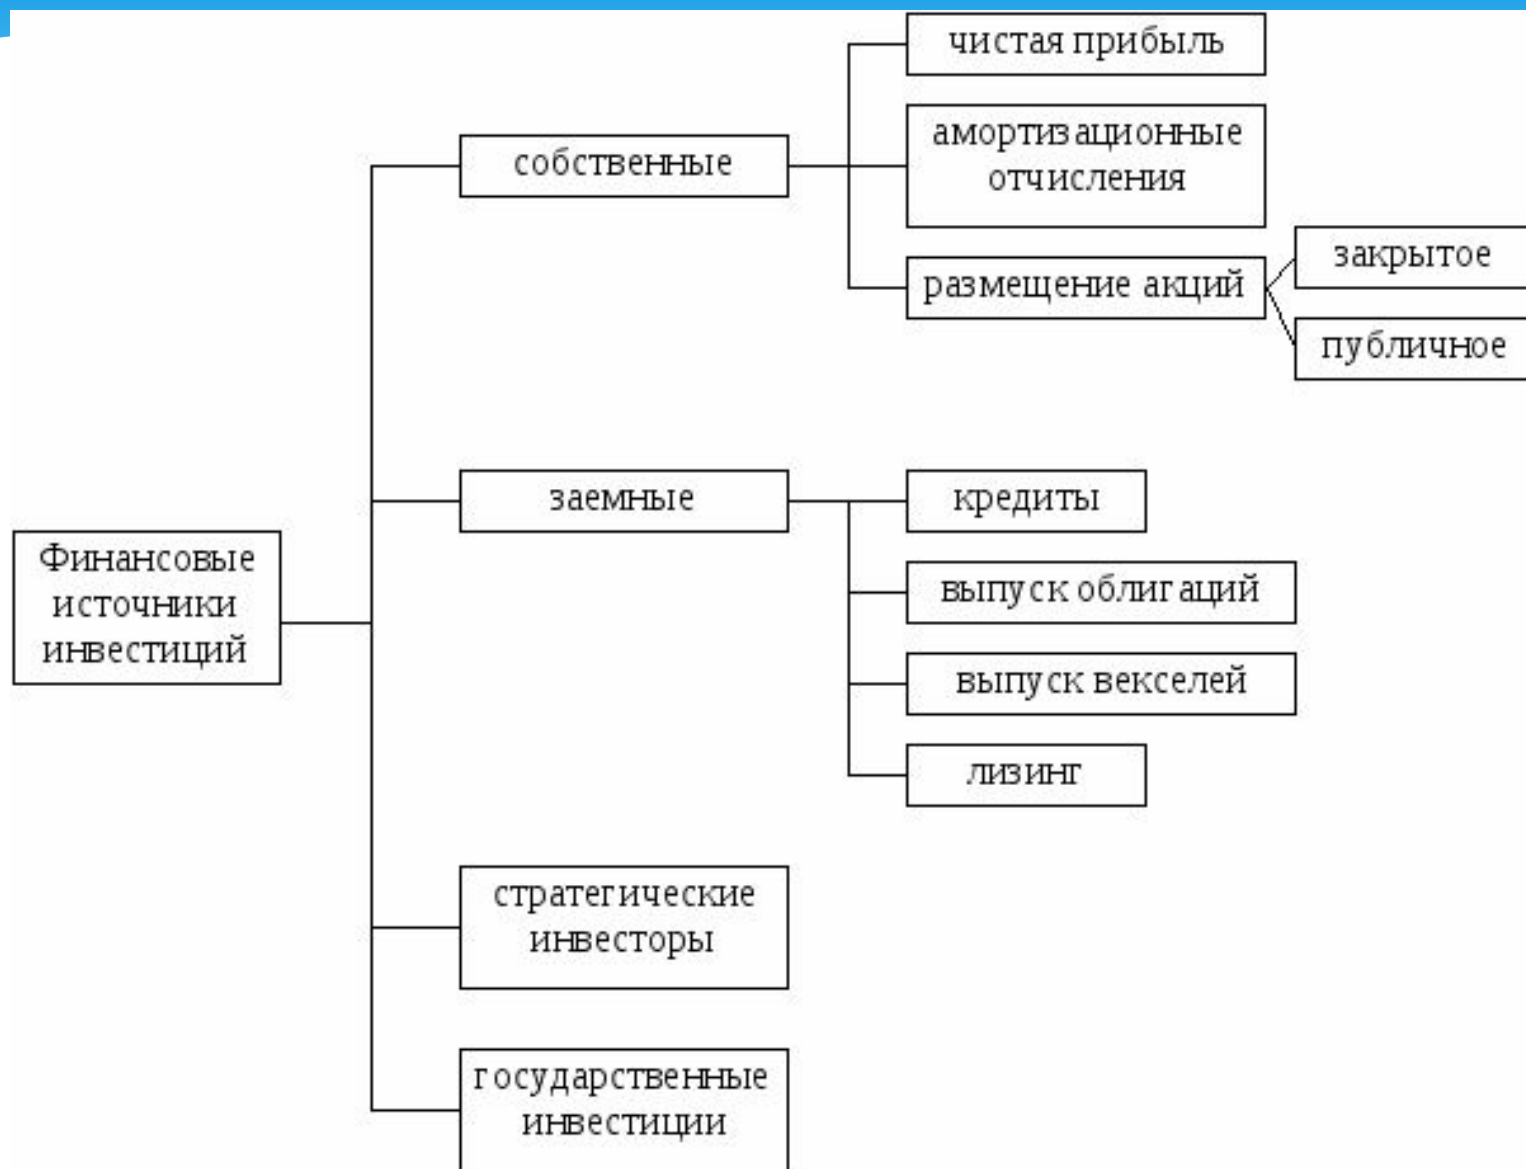 чистая прибыль
собственные
амортизационные
отчисления
размещение акций
закрытое
публичное
заемные
кредиты
Финансовые
источники
инвестиций
выпуск облигаций
выпуск векселей
лизинг
стратегические
инвесторы
государственные
инвестиции